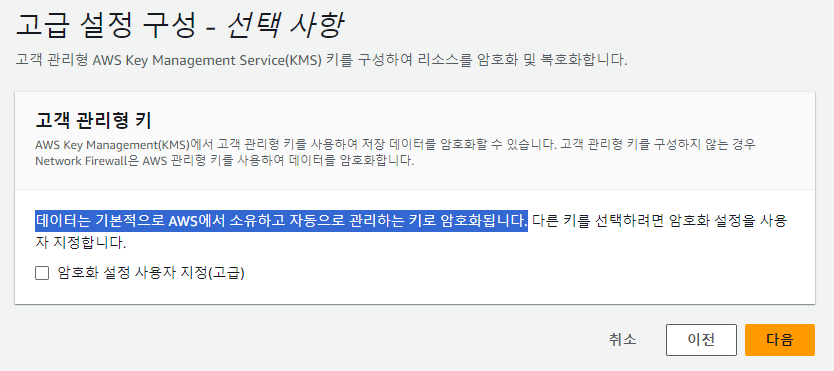 고급 설정 구성 - 선택 사항
고객 관리형 AWS Key Management Service(KMS) 키를 구성하여 리소스를 암호화 및 복호화합니다.
고객 관리형 키
AWS Key Management(KMS)에서 고객 관리형 키를 사용하여 저장 데이터를 암호화할 수 있습니다. 고객 관리형 키를 구성하지 않는 경우
Network Firewall은 AWS 관리형 키를 사용하여 데이터를 암호화합니다.
데이터는 기본적으로 AWS에서 소유하고 자동으로 관리하는 키로 암호화됩니다. 다른 키를 선택하려면 암호화 설정을 사용
자 지정합니다.
암호화 설정 사용자 지정(고급)
취소
이전
다음